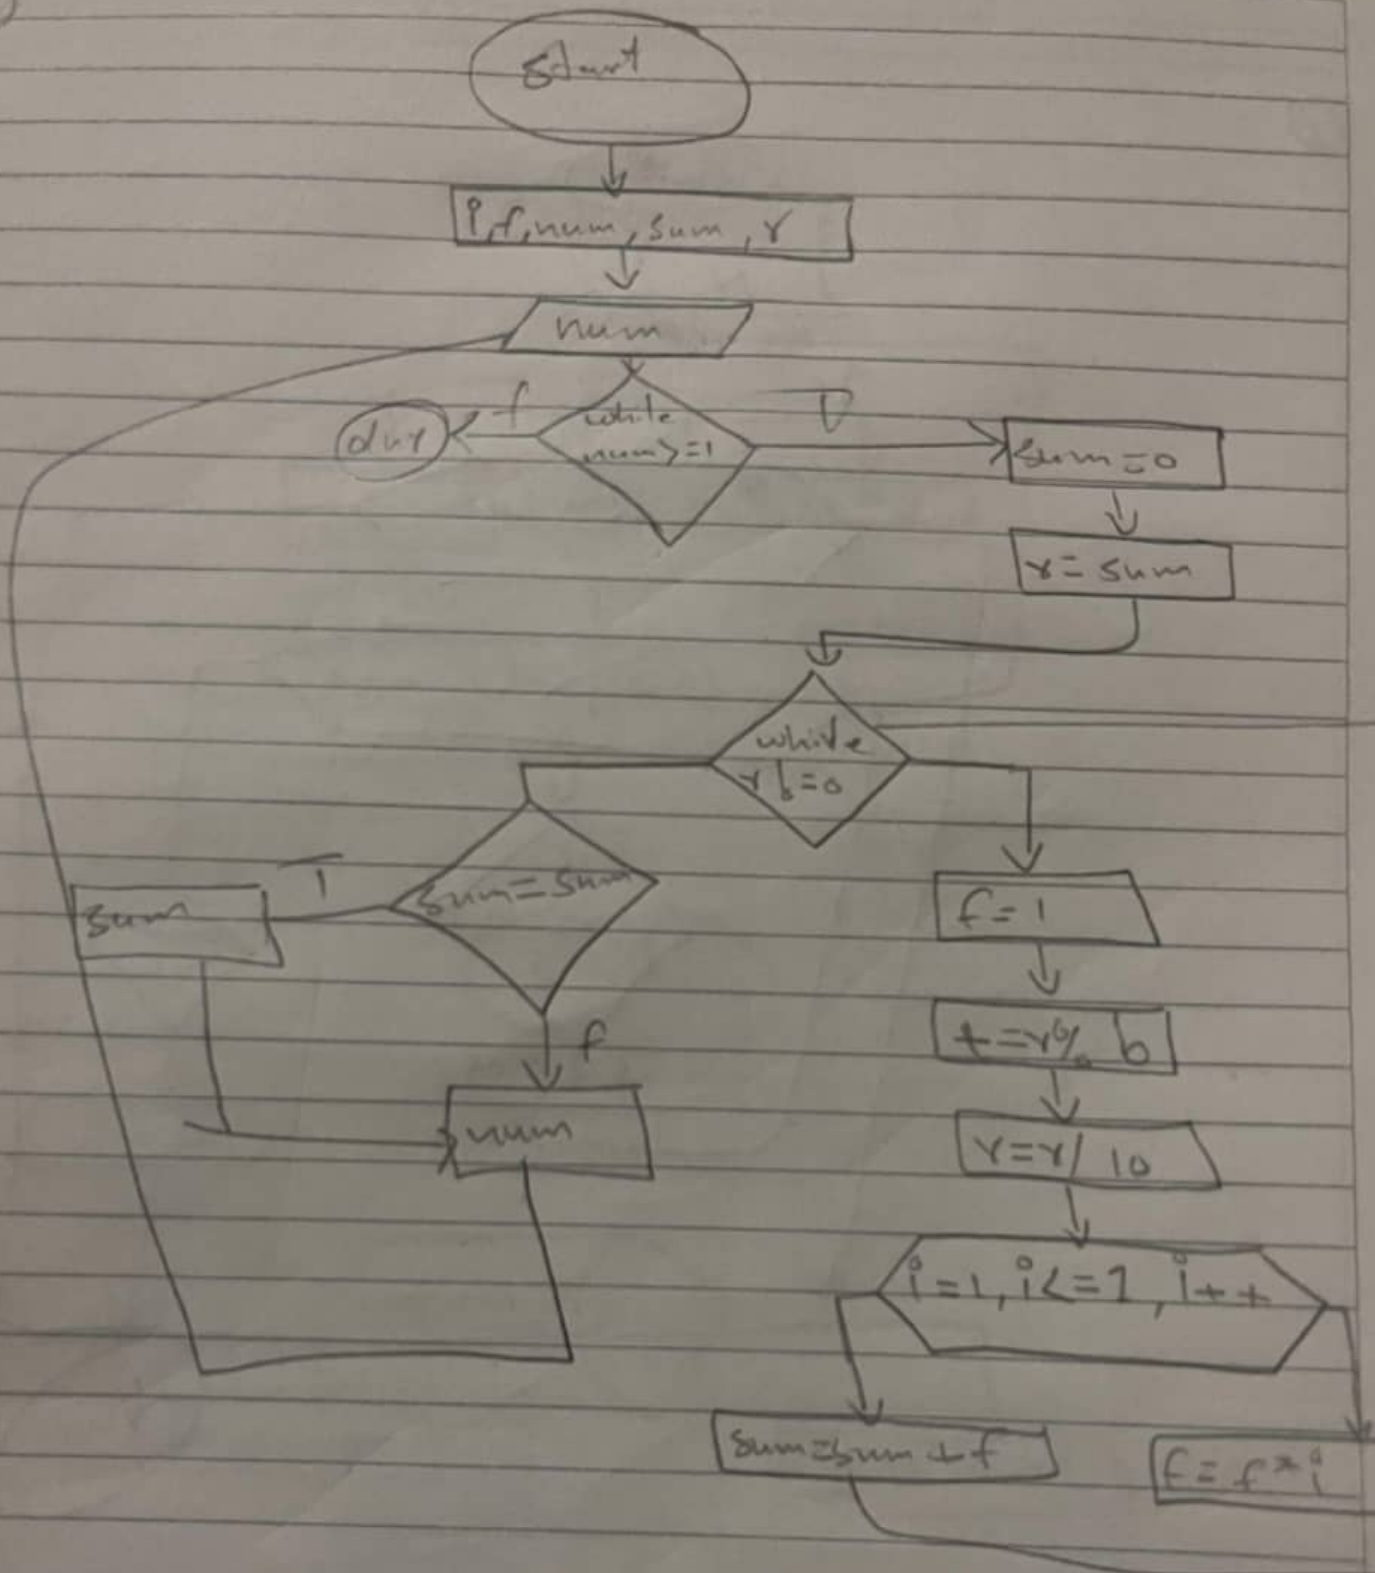 start
i, f, num, sum, r
num
f
while
num>=1
T
sum=0
r= sum
while
r!=0
T
sum=sum
sum
f=1
f
num
r=r/ 10
i=1, i<=1, i++
sum=sum+f
f= f*i